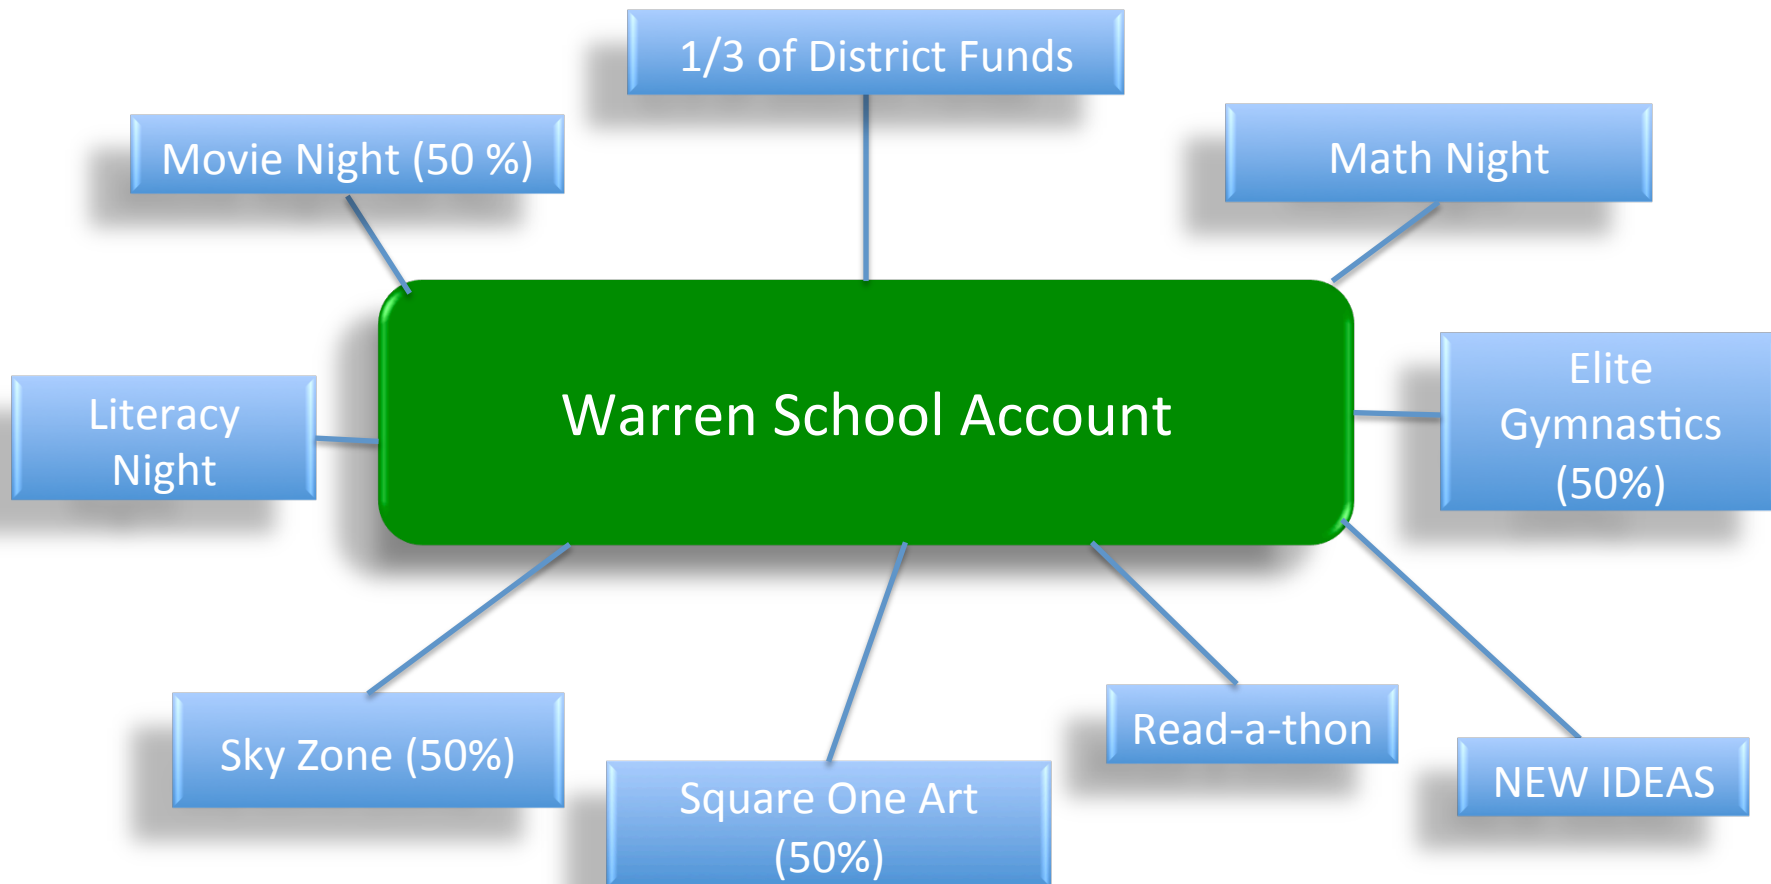 1/3 of District Funds
Movie Night (50 %)
Math Night
Elite
Gymnastics
(50%)
Literacy
Night
Warren School Account
Sky Zone (50%)
Square One Art
(50%)
Read-a-thon
NEW IDEAS